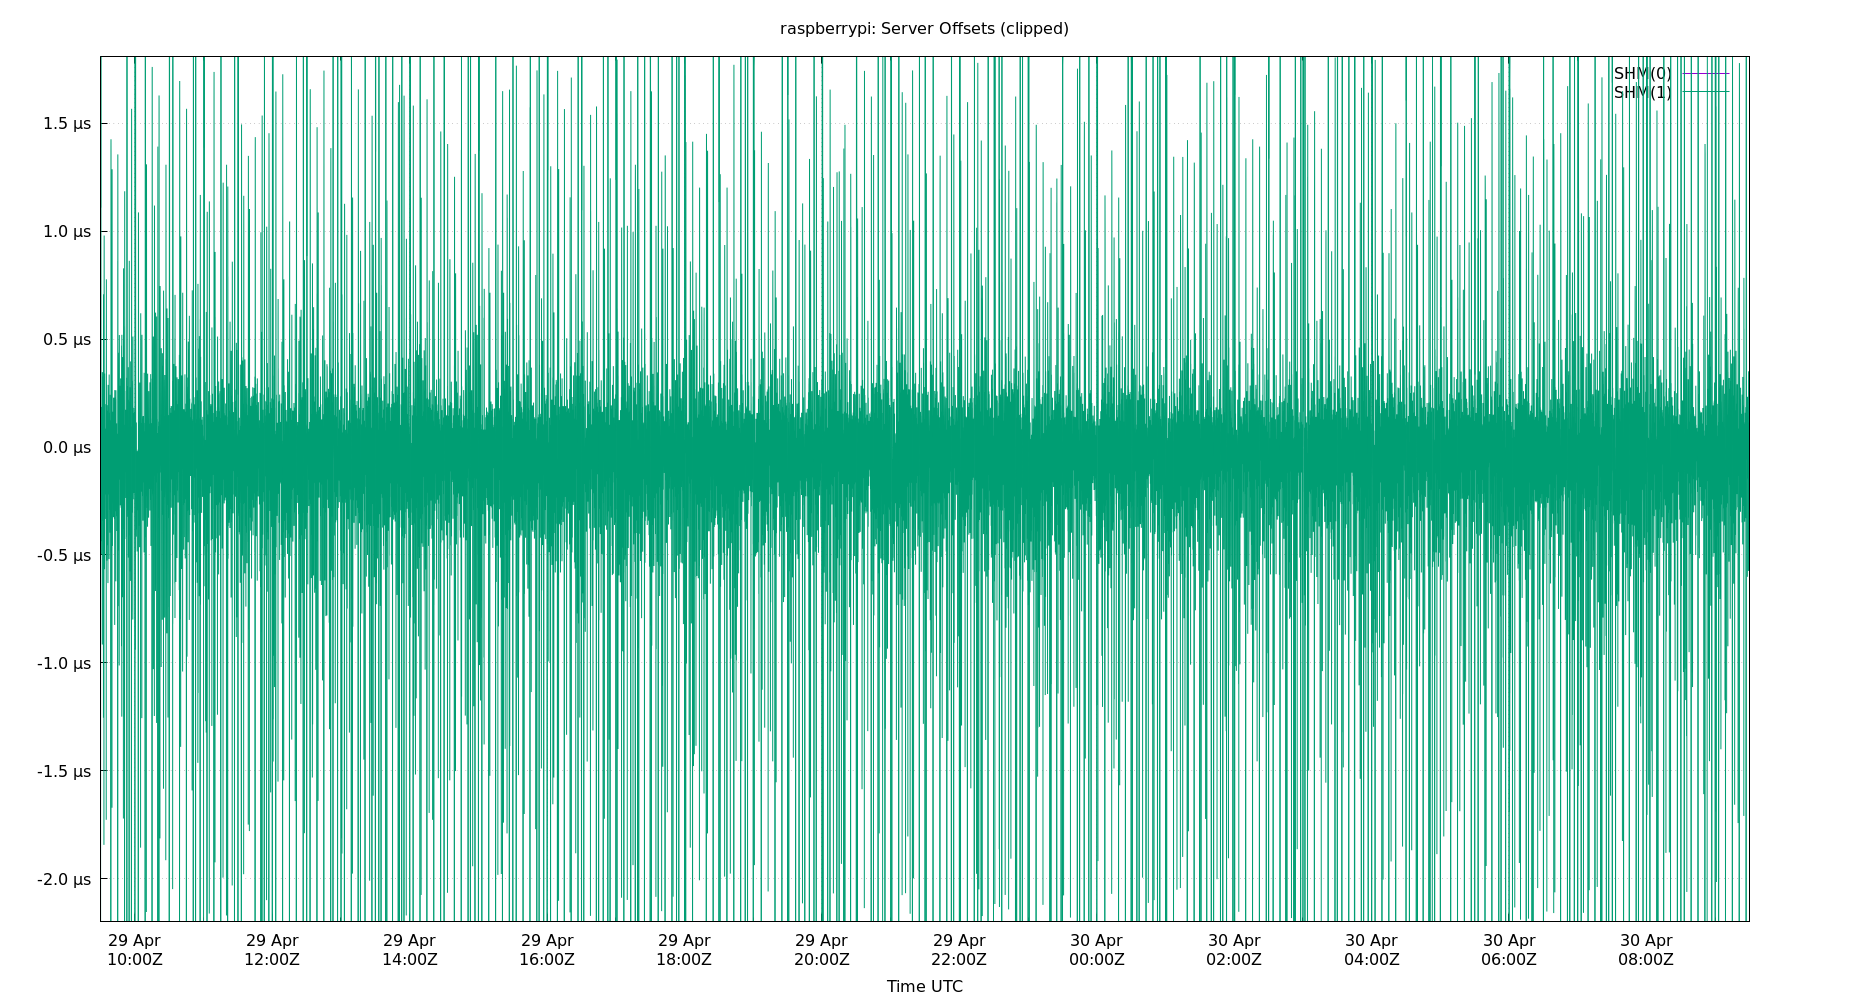 raspberrypi: Server Offsets (clipped)
SHM(0)
SHM(1)
1.5 µs
1.0 µs
0.5 µs
0.0 µs
-0.5 µs
-1.0 µs
-1.5 µs
-2.0 µs
29 Apr 29 Apr 29 Apr 29 Apr 29 Apr 29 Apr 29 Apr 30 Apr 30 Apr 30 Apr 30 Apr 30 Apr
10:00Z 12:00Z 14:00Z 16:00Z 18:00Z 20:00Z 22:00Z 00:00Z 02:00Z 04:00Z 06:00Z 08:00Z
Time UTC